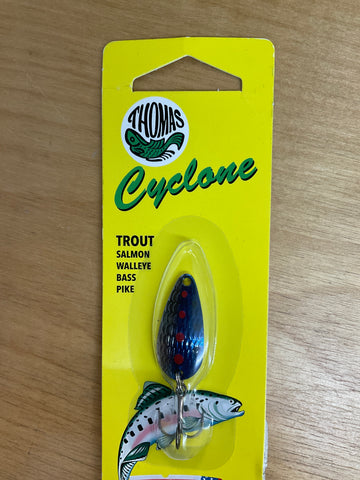 THOMAS
Cyclone
TROUT
SALMON
WALLEYE
BASS
PIKE